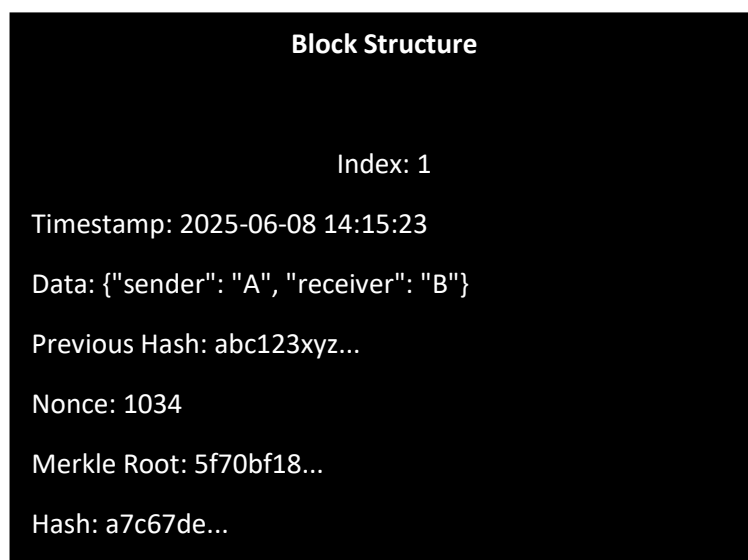 Block Structure
Index: 1
Timestamp: 2025-06-08 14:15:23
Data: {"sender": "A", "receiver": "B"}
Previous Hash: abc123xyz...
Nonce: 1034
Merkle Root: 5f70bf18...
Hash: a7c67de...